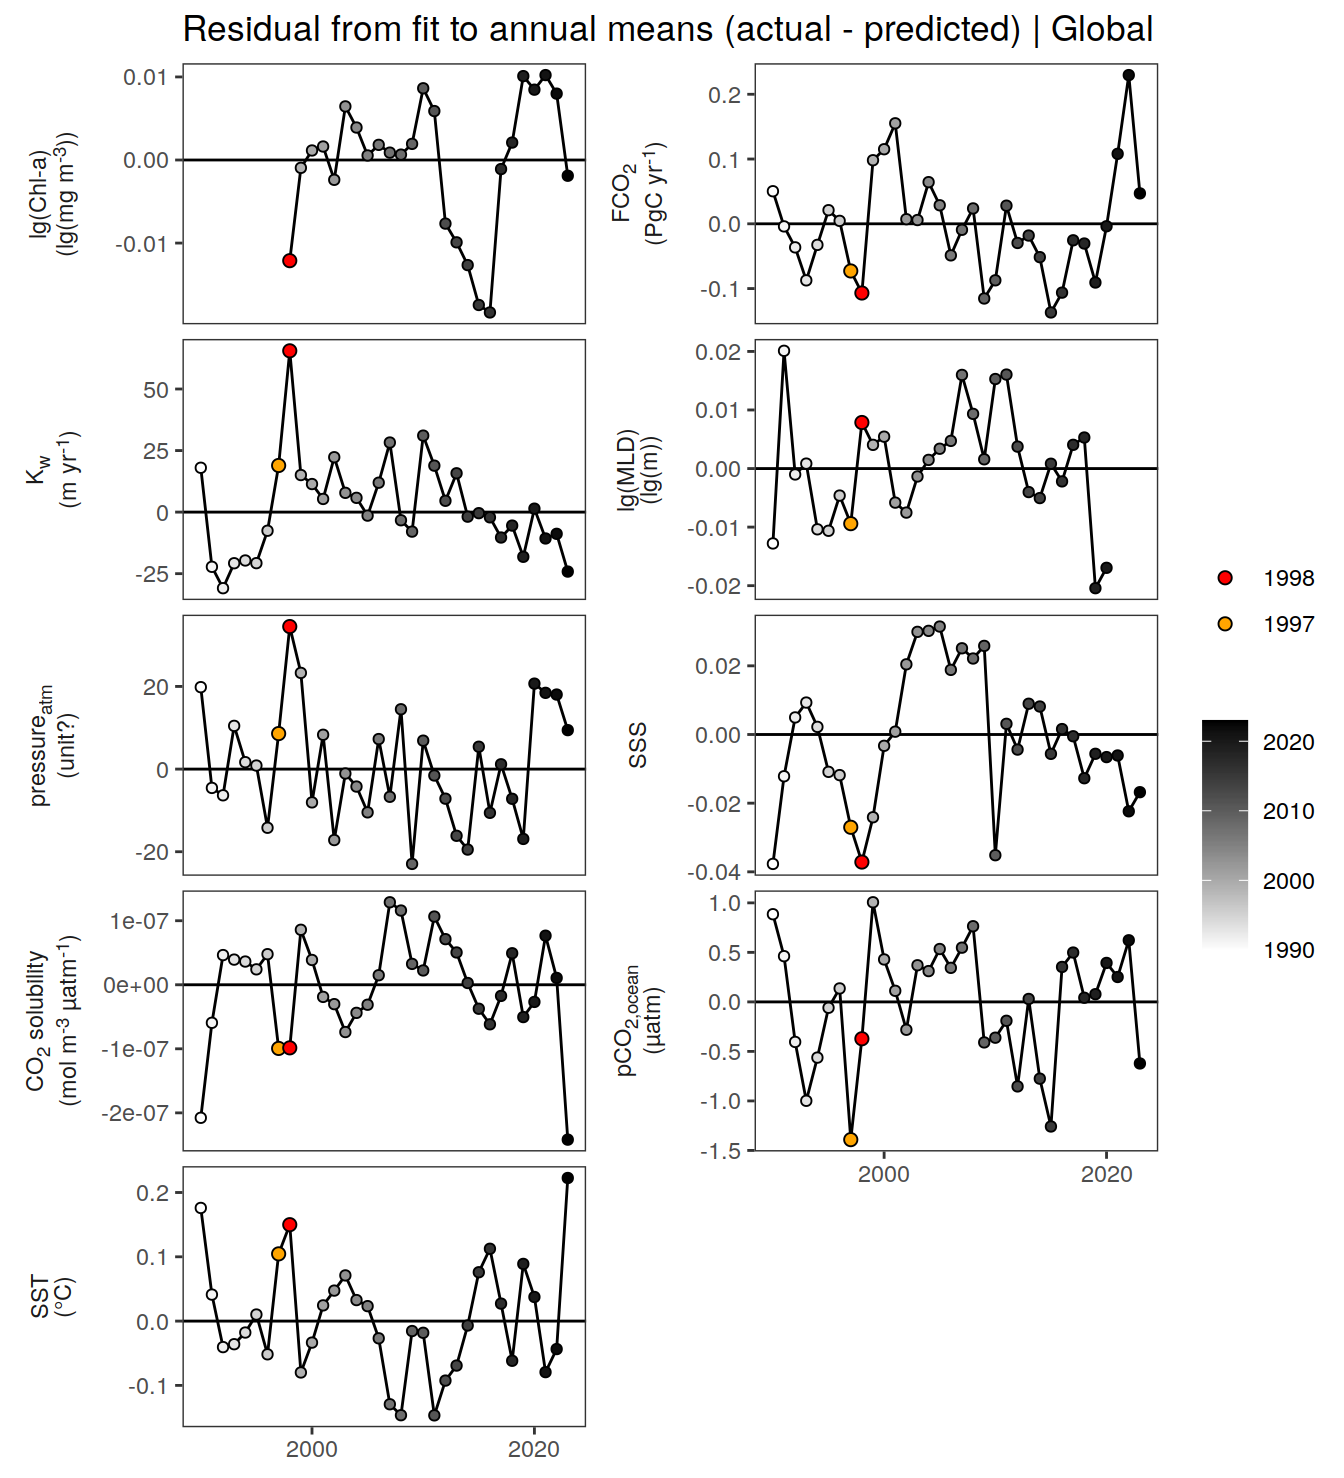 Residual from fit to annual means (actual - predicted) | Global
lg(Chl-a)
(lg(mg m⁻³))
0.01
0.00
-0.01
FCO₂
(PgC yr⁻¹)
0.2
0.1
0.0
-0.1
K_w
(m yr⁻¹)
50
25
0
-25
lg(MLD)
(lg(m))
0.02
0.01
0.00
-0.01
-0.02
pressure_atm
(unit?)
20
0
-20
SSS
0.02
0.00
-0.02
-0.04
CO₂ solubility
(mol m⁻³ µatm⁻¹)
1e-07
0e+00
-1e-07
-2e-07
pCO₂,ocean
(µatm)
1.0
0.5
0.0
-0.5
-1.0
-1.5
2000
2020
SST
(°C)
0.2
0.1
0.0
-0.1
2000
2020
1998
1997
2020
2010
2000
1990